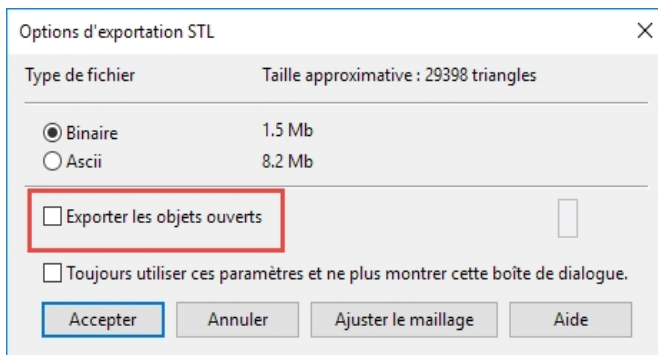 Options d'exportation STL
Type de fichier Taille approximative : 29398 triangles
Binaire 1.5 Mb
Ascii 8.2 Mb
Exporter les objets ouverts
Toujours utiliser ces paramètres et ne plus montrer cette boîte de dialogue.
Accepter Annuler Ajuster le maillage Aide